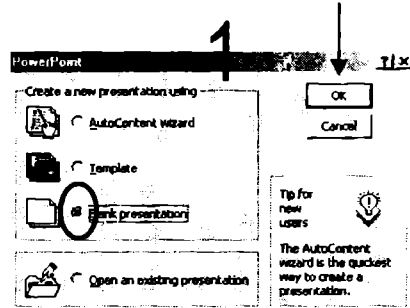 1
PowerPoint
Create a new presentation using
AutoContent wizard
Template
Blank presentation
Open an existing presentation
OK
Cancel
Tip for
new
users
The AutoContent
wizard is the quickest
way to create a
presentation.